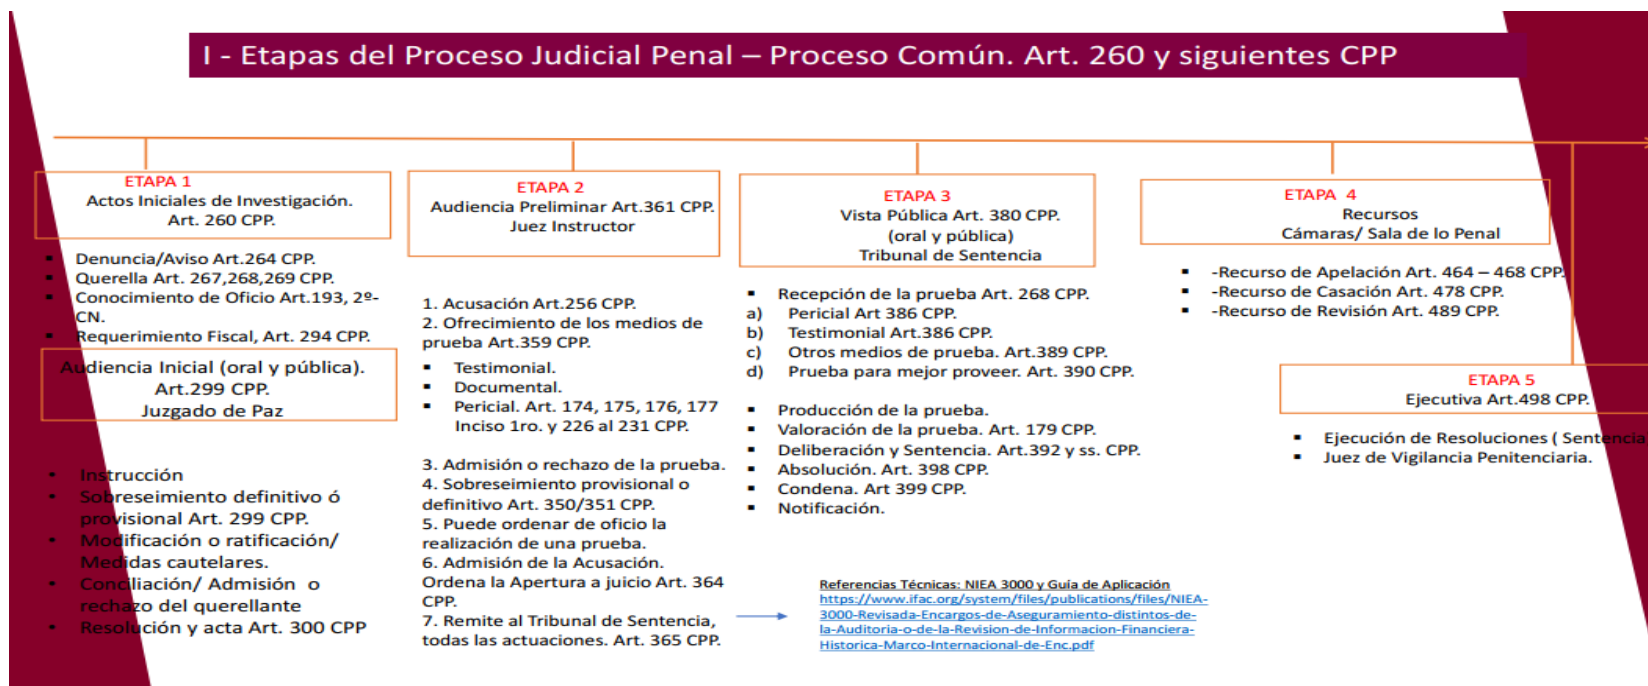 I - Etapas del Proceso Judicial Penal – Proceso Común. Art. 260 y siguientes CPP
ETAPA 1
Actos Iniciales de Investigación.
Art. 260 CPP.
▪ Denuncia/Aviso Art.264 CPP.
▪ Querella Art. 267,268,269 CPP.
▪ Conocimiento de Oficio Art.193, 2º-
CN.
▪ Requerimiento Fiscal, Art. 294 CPP.
Audiencia Inicial (oral y pública).
Art.299 CPP.
Juzgado de Paz
▪ Instrucción
▪ Sobreseimiento definitivo ó
provisional Art. 299 CPP.
▪ Modificación o ratificación/
Medidas cautelares.
▪ Conciliación/ Admisión o
rechazo del querellante
▪ Resolución y acta Art. 300 CPP
ETAPA 2
Audiencia Preliminar Art.361 CPP.
Juez Instructor
1. Acusación Art.256 CPP.
2. Ofrecimiento de los medios de
prueba Art.359 CPP.
▪ Testimonial.
▪ Documental.
▪ Pericial. Art. 174, 175, 176, 177
Inciso 1ro. y 226 al 231 CPP.
3. Admisión o rechazo de la prueba.
4. Sobreseimiento provisional o
definitivo Art. 350/351 CPP.
5. Puede ordenar de oficio la
realización de una prueba.
6. Admisión de la Acusación.
Ordena la Apertura a juicio Art. 364
CPP.
7. Remite al Tribunal de Sentencia,
todas las actuaciones. Art. 365 CPP.
ETAPA 3
Vista Pública Art. 380 CPP.
(oral y pública)
Tribunal de Sentencia
▪ Recepción de la prueba Art. 268 CPP.
a) Pericial Art 386 CPP.
b) Testimonial Art.386 CPP.
c) Otros medios de prueba. Art.389 CPP.
d) Prueba para mejor proveer. Art. 390 CPP.
▪ Producción de la prueba.
▪ Valoración de la prueba. Art. 179 CPP.
▪ Deliberación y Sentencia. Art.392 y ss. CPP.
▪ Absolución. Art. 398 CPP.
▪ Condena. Art 399 CPP.
▪ Notificación.
Referencias Técnicas: NIEA 3000 y Guía de Aplicación
https://www.ifac.org/system/files/publications/files/NIEA-
3000-Revisada-Encargos-de-Aseguramiento-distintos-de-
la-Auditoria-o-de-la-Revision-de-Informacion-Financiera-
Historica-Marco-Internacional-de-Enc.pdf
ETAPA 4
Recursos
Cámaras/ Sala de lo Penal
▪ -Recurso de Apelación Art. 464 – 468 CPP.
▪ -Recurso de Casación Art. 478 CPP.
▪ -Recurso de Revisión Art. 489 CPP.
ETAPA 5
Ejecutiva Art.498 CPP.
▪ Ejecución de Resoluciones ( Sentencia
▪ Juez de Vigilancia Penitenciaria.